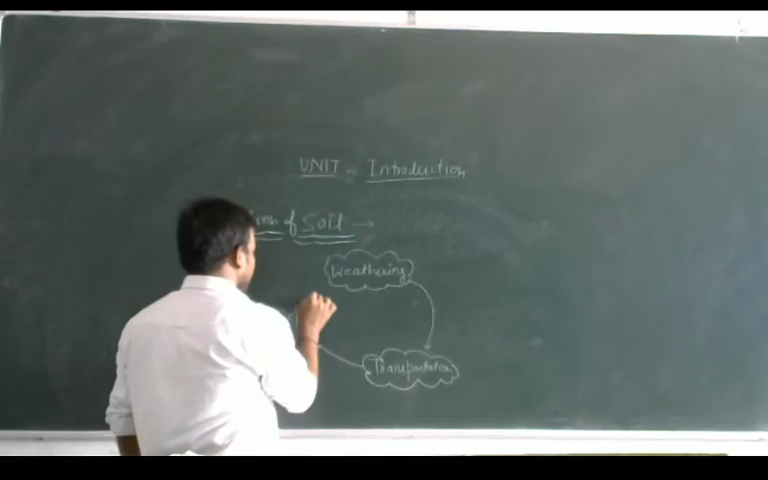 UNIT - Introduction
of Soil →
Weathering
Transportation